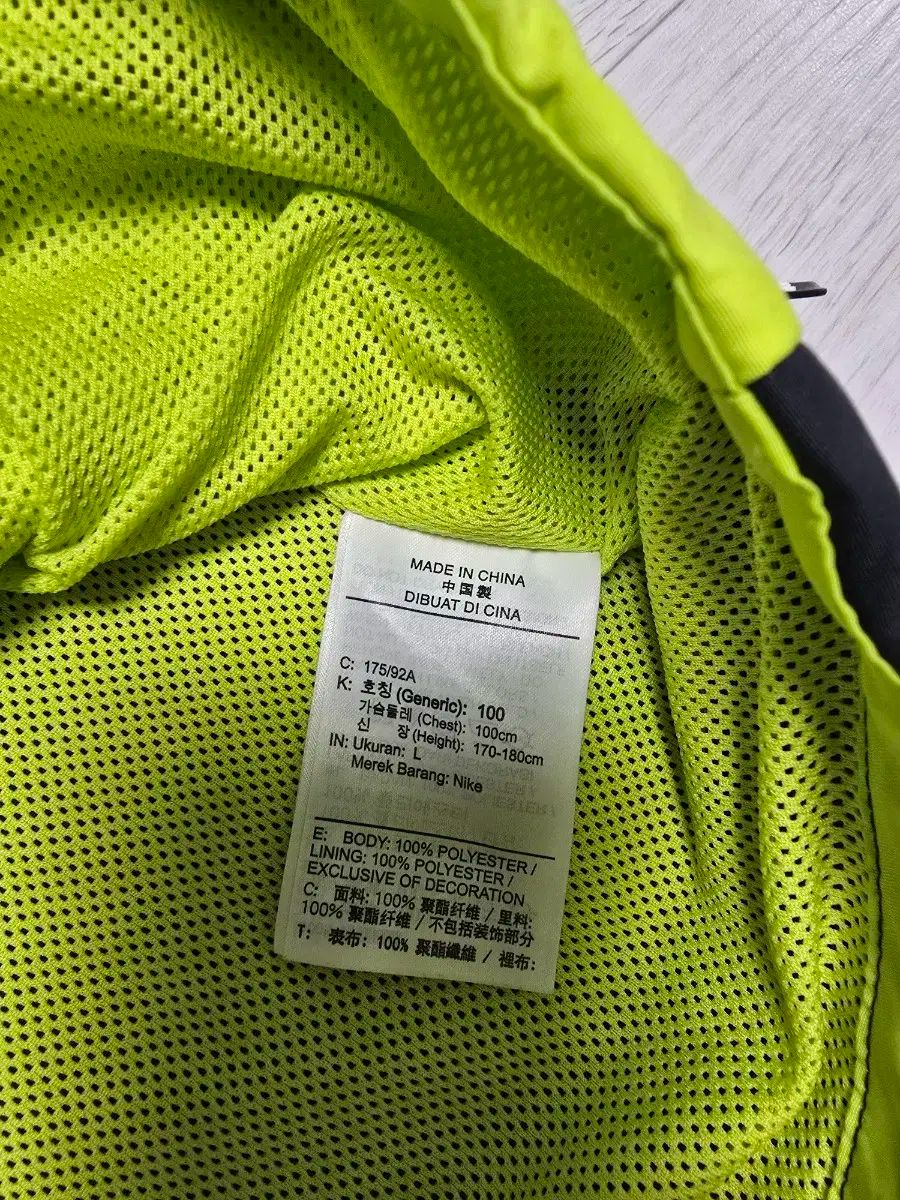 MADE IN CHINA
中国製
DIBUAT DI CINA
C: 175/92A
K: 호칭 (Generic): 100
가슴둘레 (Chest): 100cm
신 장 (Height): 170-180cm
IN: Ukuran: L
Merek Barang: Nike
E: BODY: 100% POLYESTER /
LINING: 100% POLYESTER /
EXCLUSIVE OF DECORATION
C: 面料: 100% 聚酯纤维 / 里料:
100% 聚酯纤维 / 不包括装饰部分
T: 表布: 100% 聚酯纖維 / 裡布: